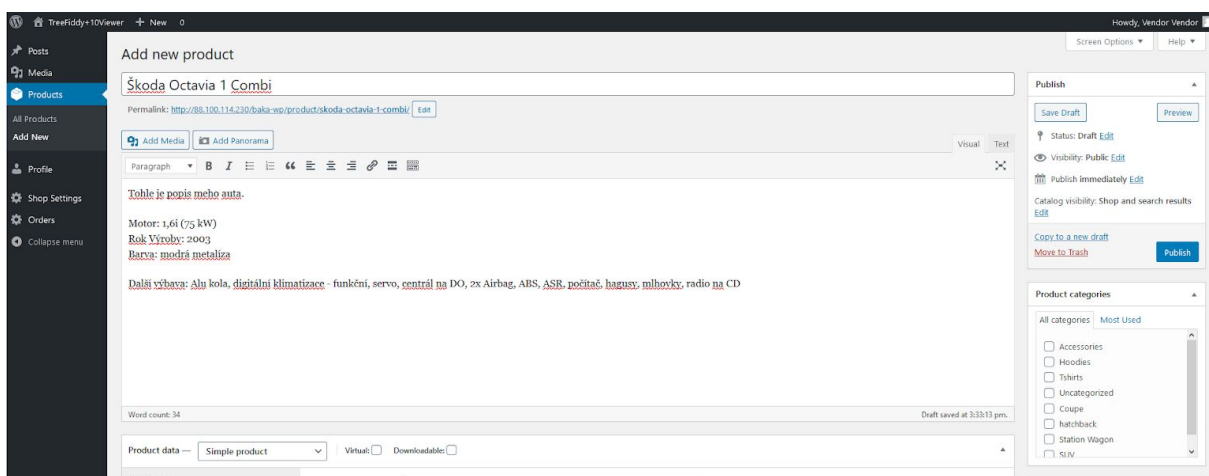 TreeFiddy+10Viewer + New 0 Howdy, Vendor Vendor
Screen Options Help
Posts
Media
Products
All Products
Add New
Profile
Shop Settings
Orders
Collapse menu
Add new product
Škoda Octavia 1 Combi
Permalink: http://88.100.114.230/baka-wp/product/skoda-octavia-1-combi/ Edit
Add Media Add Panorama Visual Text
Paragraph B I
Tohle je popis meho auta.
Motor: 1,6i (75 kW)
Rok Výroby: 2003
Barva: modrá metaliza
Další výbava: Alu kola, digitální klimatizace - funkční, servo, centrál na DO, 2x Airbag, ABS, ASR, počítač, hagusy, mlhovky, radio na CD
Word count: 34 Draft saved at 3:33:13 pm.
Product data — Simple product Virtual: Downloadable:
Publish
Save Draft Preview
Status: Draft Edit
Visibility: Public Edit
Publish immediately Edit
Catalog visibility: Shop and search results
Edit
Copy to a new draft
Move to Trash Publish
Product categories
All categories Most Used
Accessories
Hoodies
Tshirts
Uncategorized
Coupe
hatchback
Station Wagon
SUV